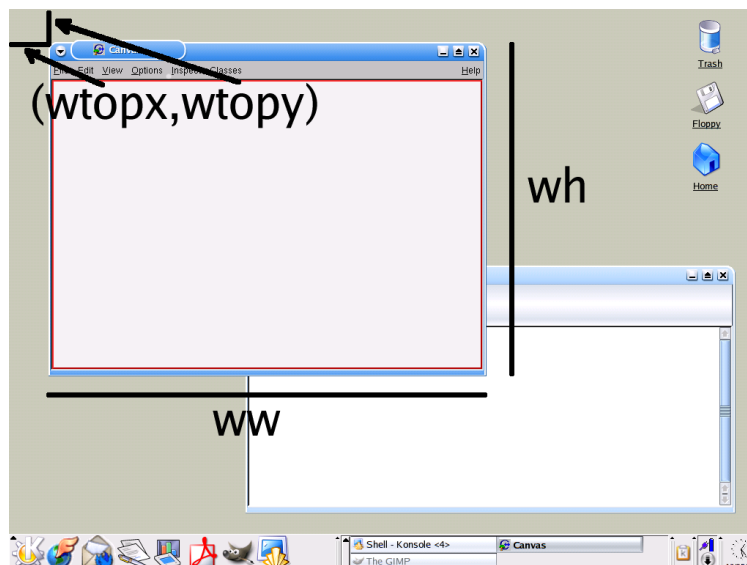 Canvas
File Edit View Options Inspect Classes Help
(wtopx,wtopy)
wh
ww
Trash
Floppy
Home
Shell - Konsole <4>
Canvas
The GIMP